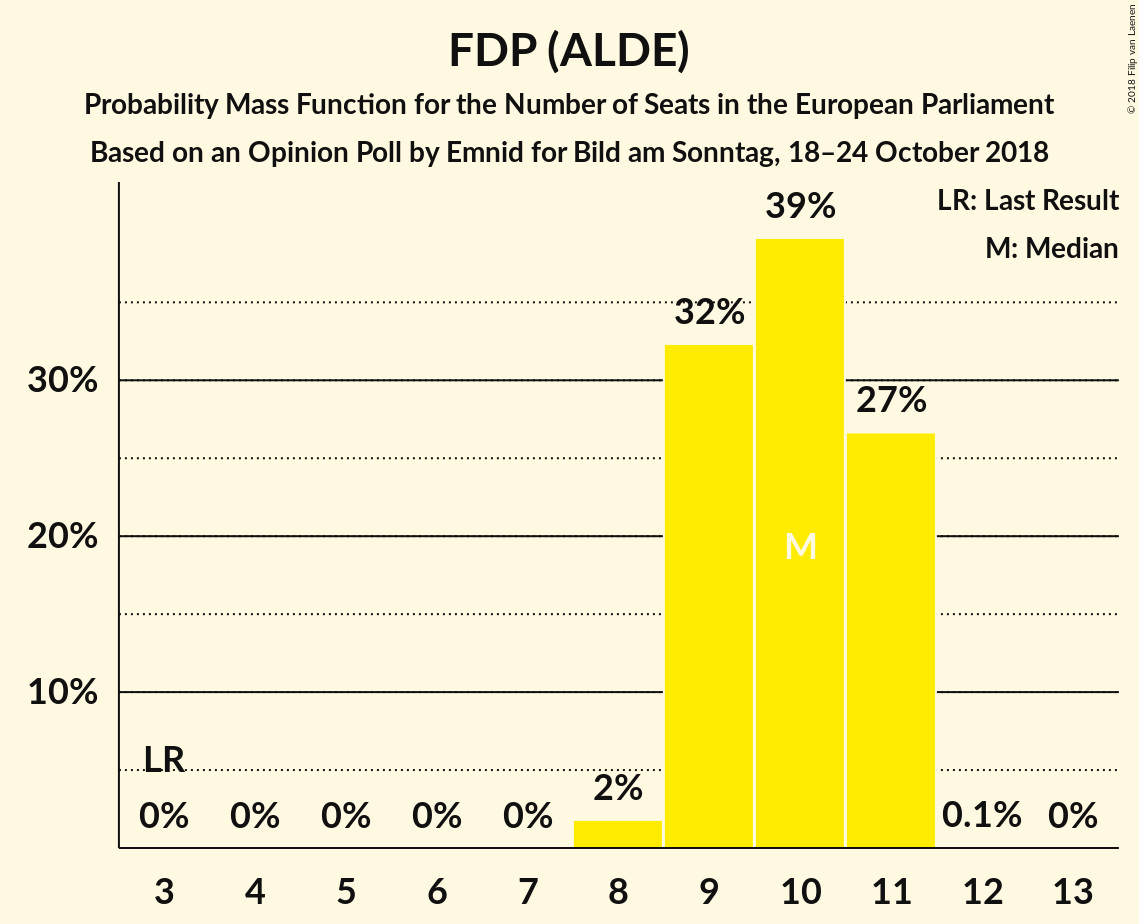 FDP (ALDE)
Probability Mass Function for the Number of Seats in the European Parliament
Based on an Opinion Poll by Emnid for Bild am Sonntag, 18–24 October 2018
© 2018 Filip van Laenen
LR: Last Result
M: Median
39%
32%
30%
27%
20%
M
10%
LR
2%
0% 0% 0% 0% 0% 0.1% 0%
3 4 5 6 7 8 9 10 11 12 13